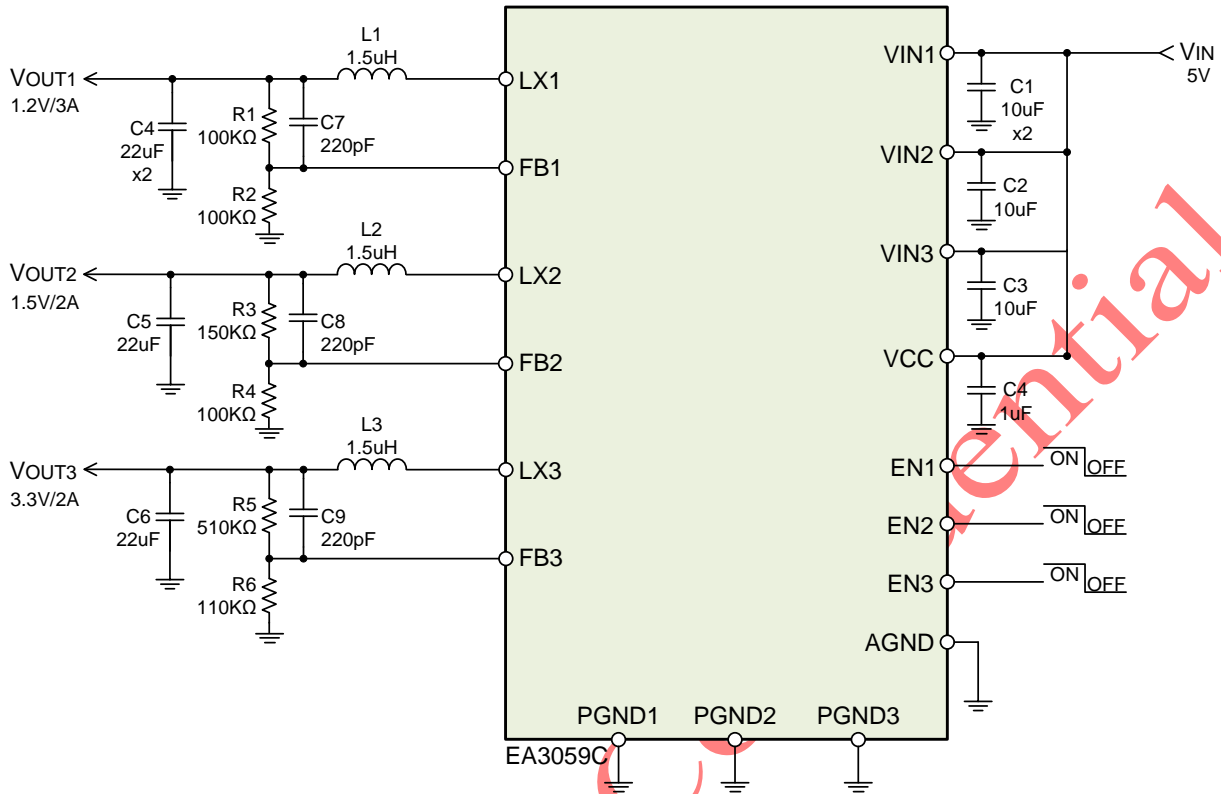 L1
1.5uH
VOUT1
1.2V/3A
LX1
C4
22uF
x2
R1
100KΩ
C7
220pF
FB1
R2
100KΩ
L2
1.5uH
VOUT2
1.5V/2A
LX2
C5
22uF
R3
150KΩ
C8
220pF
FB2
R4
100KΩ
L3
1.5uH
VOUT3
3.3V/2A
LX3
C6
22uF
R5
510KΩ
C9
220pF
FB3
R6
110KΩ
VIN1
VIN
5V
C1
10uF
x2
VIN2
C2
10uF
VIN3
C3
10uF
VCC
C4
1uF
EN1
ON OFF
EN2
ON OFF
EN3
ON OFF
AGND
PGND1 PGND2 PGND3
EA3059C